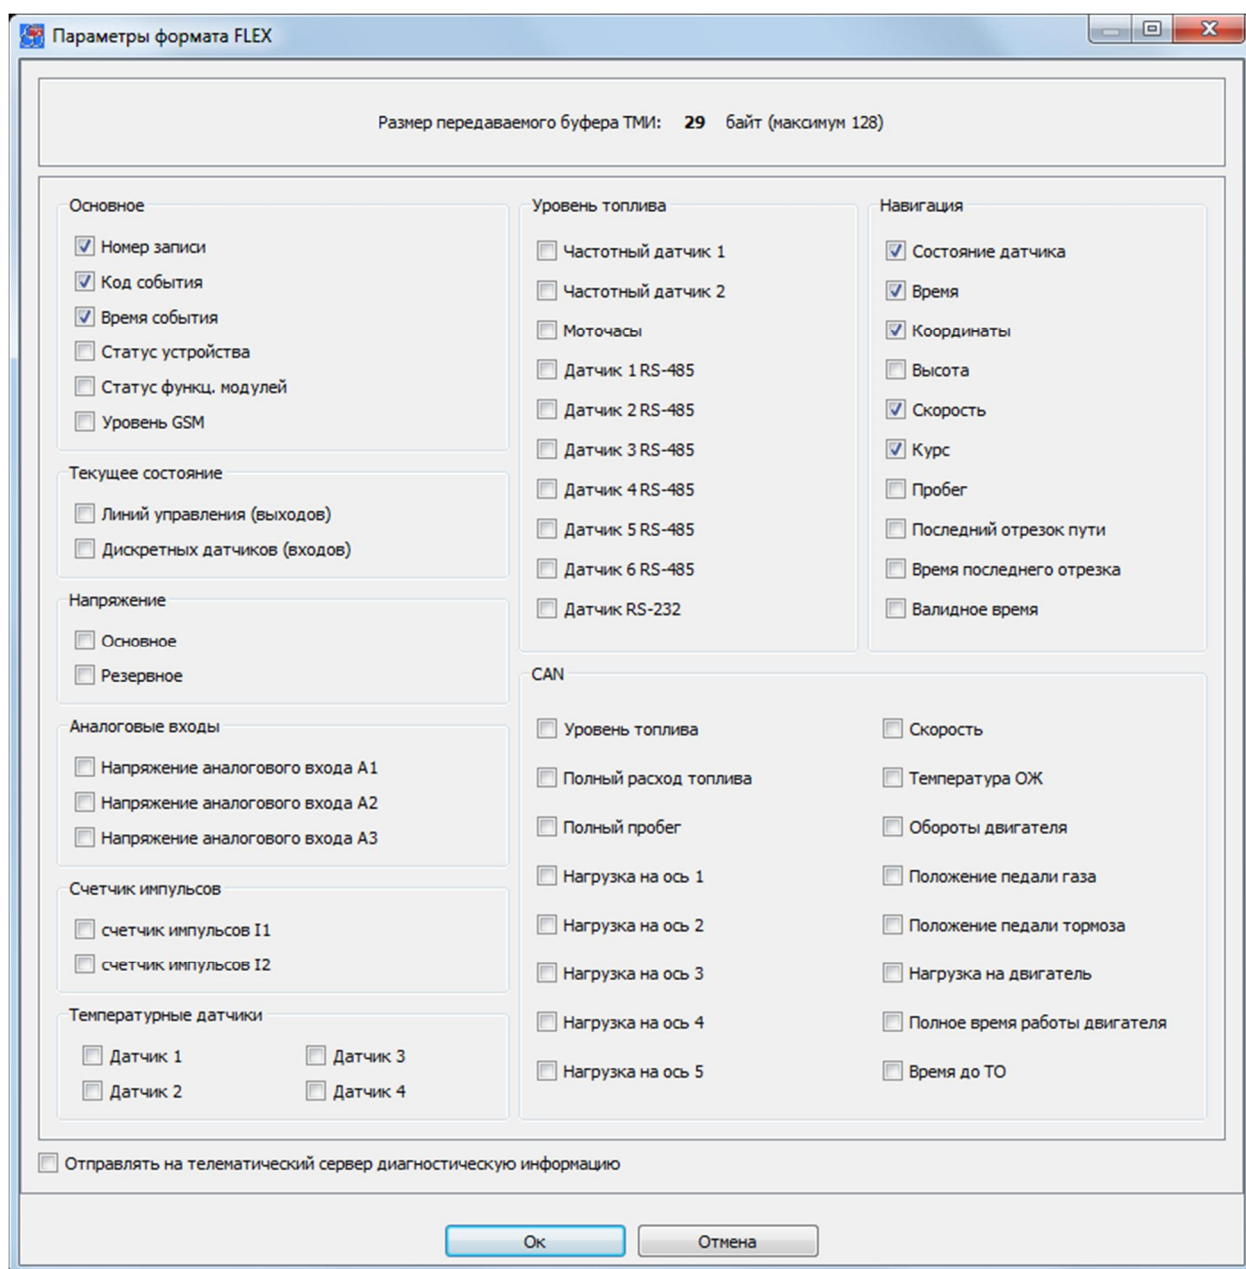 Параметры формата FLEX
Размер передаваемого буфера ТМИ: 29 байт (максимум 128)
Основное
Номер записи
Код события
Время события
Статус устройства
Статус функц. модулей
Уровень GSM
Текущее состояние
Линий управления (выходов)
Дискретных датчиков (входов)
Напряжение
Основное
Резервное
Аналоговые входы
Напряжение аналогового входа A1
Напряжение аналогового входа A2
Напряжение аналогового входа A3
Счетчик импульсов
счетчик импульсов I1
счетчик импульсов I2
Температурные датчики
Датчик 1 Датчик 3
Датчик 2 Датчик 4
Уровень топлива
Частотный датчик 1
Частотный датчик 2
Моточасы
Датчик 1 RS-485
Датчик 2 RS-485
Датчик 3 RS-485
Датчик 4 RS-485
Датчик 5 RS-485
Датчик 6 RS-485
Датчик RS-232
Навигация
Состояние датчика
Время
Координаты
Высота
Скорость
Курс
Пробег
Последний отрезок пути
Время последнего отрезка
Валидное время
CAN
Уровень топлива
Полный расход топлива
Полный пробег
Нагрузка на ось 1
Нагрузка на ось 2
Нагрузка на ось 3
Нагрузка на ось 4
Нагрузка на ось 5
Скорость
Температура ОЖ
Обороты двигателя
Положение педали газа
Положение педали тормоза
Нагрузка на двигатель
Полное время работы двигателя
Время до ТО
Отправлять на телематический сервер диагностическую информацию
Ок Отмена